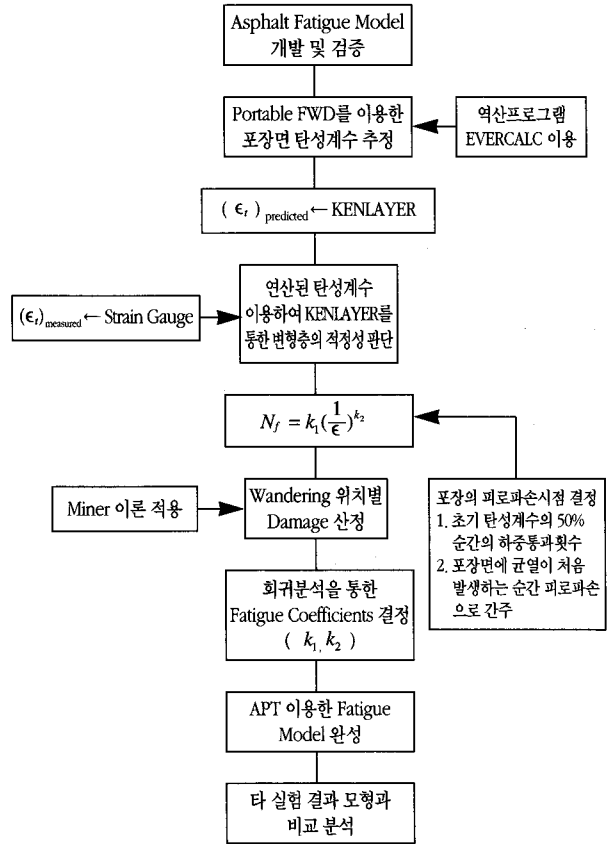 Asphalt Fatigue Model
개발 및 검증
Portable FWD를 이용한
포장면 탄성계수 추정
역산프로그램
EVERCALC 이용
( ϵₜ ) predicted ← KENLAYER
연산된 탄성계수
이용하여 KENLAYER를
통한 변형층의 적정성 판단
(ϵₜ)measured ← Strain Gauge
N_f = k₁(1/ϵ)^k₂
포장의 피로파손시점 결정
1. 초기 탄성계수의 50%
순간의 하중통과횟수
2. 포장면에 균열이 처음
발생하는 순간 피로파손
으로 간주
Miner 이론 적용
Wandering 위치별
Damage 산정
회귀분석을 통한
Fatigue Coefficients 결정
( k₁, k₂ )
APT 이용한 Fatigue
Model 완성
타 실험 결과 모형과
비교 분석